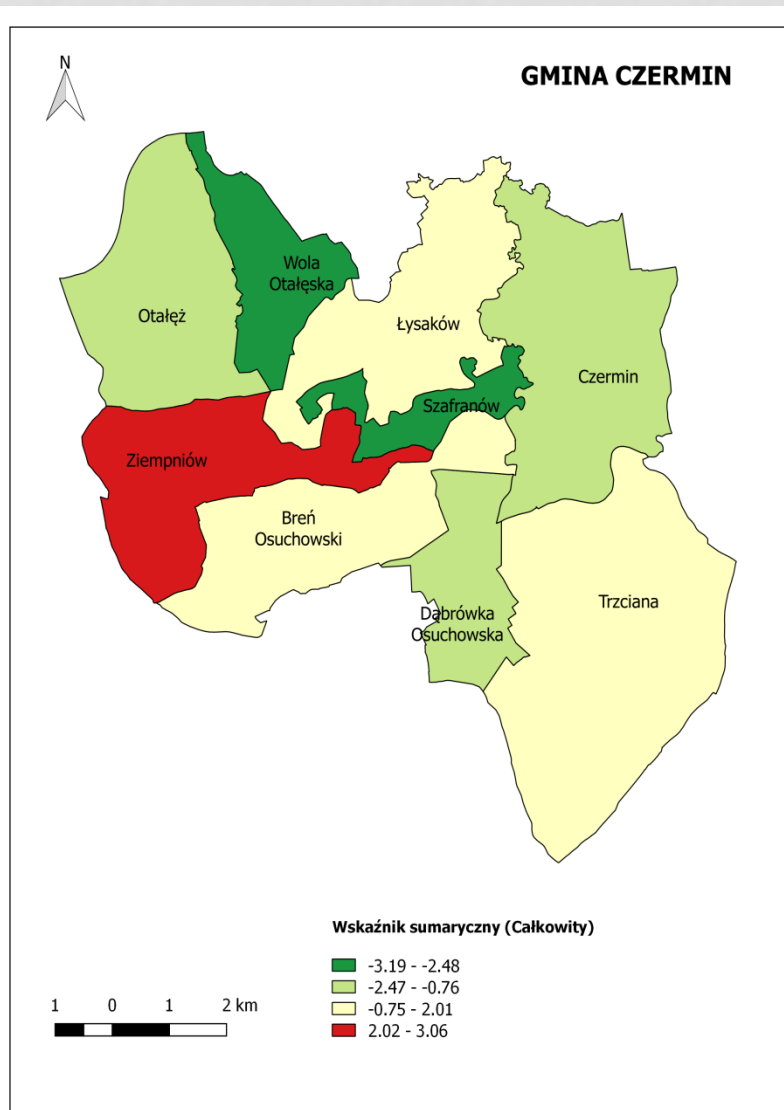 N
GMINA CZERMIN
Wola
Otałęska
Otałęż
Łysaków
Czermin
Szafranów
Ziempniów
Breń
Osuchowski
Trzciana
Dąbrówka
Osuchowska
Wskaźnik sumaryczny (Całkowity)
-3.19 - -2.48
-2.47 - -0.76
-0.75 - 2.01
2.02 - 3.06
1 0 1 2 km